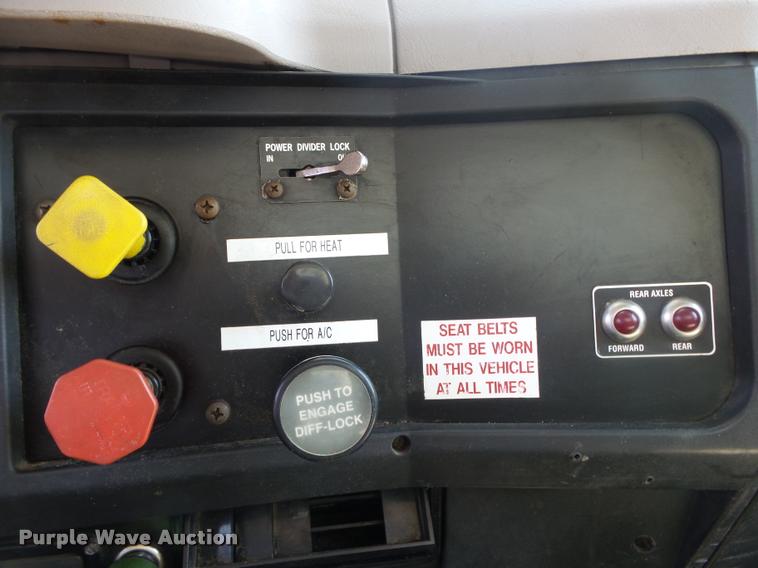 POWER DIVIDER LOCK
IN
PULL FOR HEAT
PUSH FOR A/C
PUSH TO
ENGAGE
DIFF-LOCK
SEAT BELTS
MUST BE WORN
IN THIS VEHICLE
AT ALL TIMES
REAR AXLES
FORWARD REAR
Purple Wave Auction